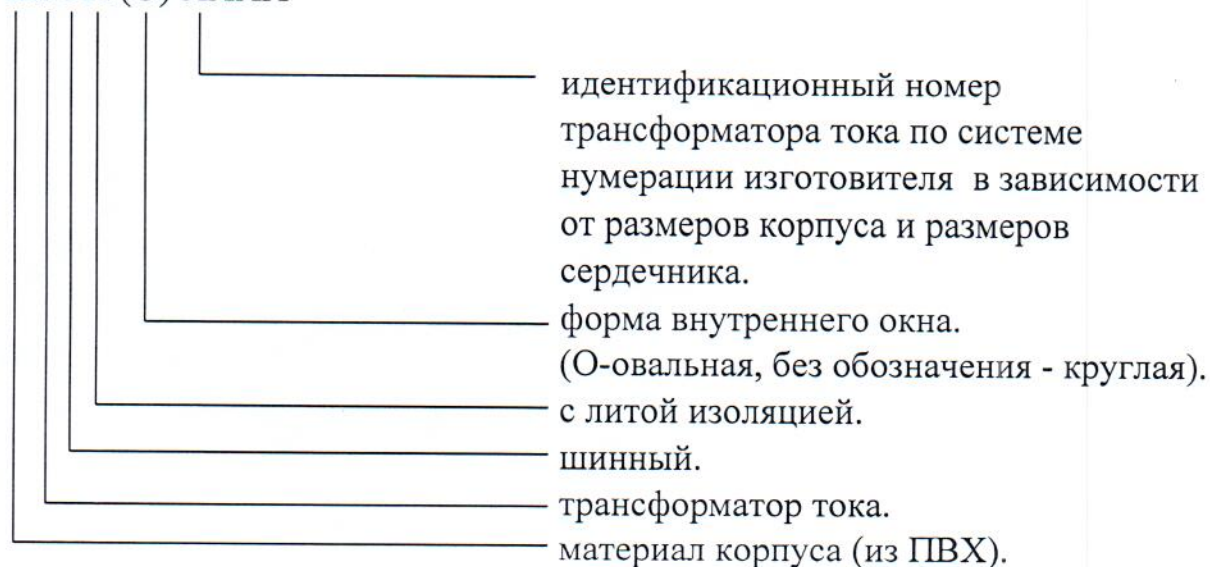 идентификационный номер
трансформатора тока по системе
нумерации изготовителя в зависимости
от размеров корпуса и размеров
сердечника.
форма внутреннего окна.
(О-овальная, без обозначения - круглая).
с литой изоляцией.
шинный.
трансформатор тока.
материал корпуса (из ПВХ).